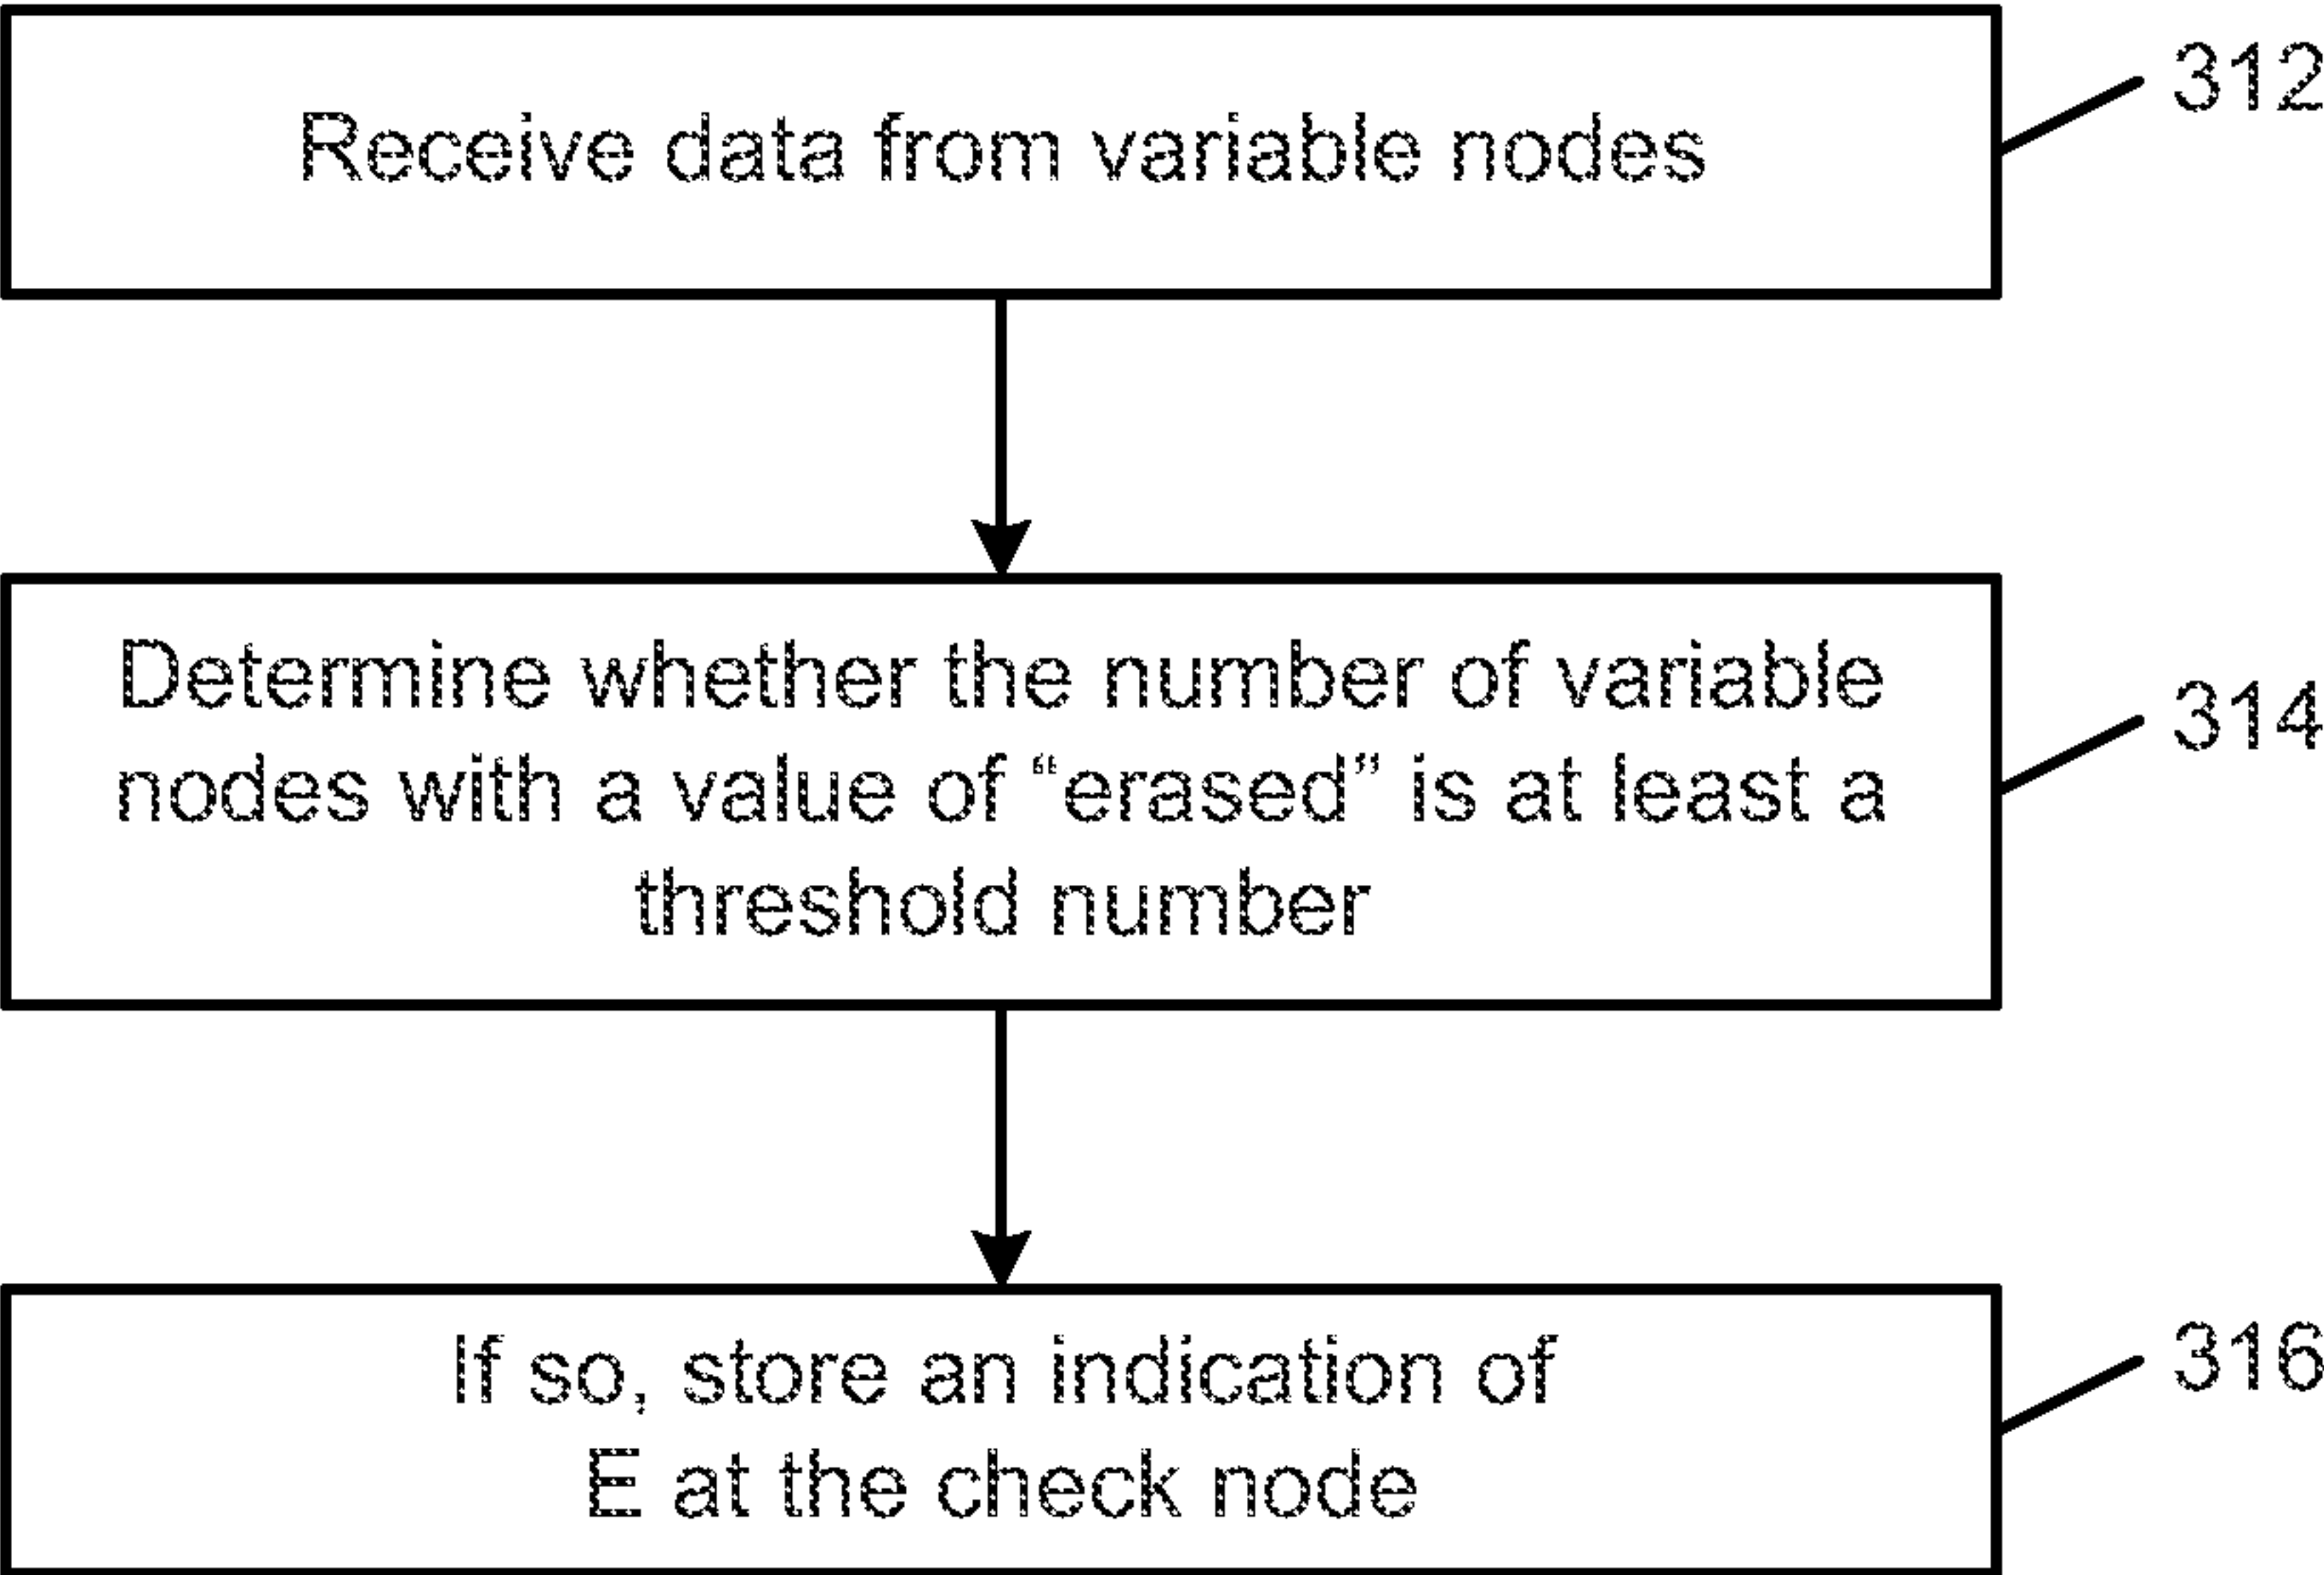 312
Receive data from variable nodes
Determine whether the number of variable
314
nodes with a value of “erased” is at least a
threshold number
316
If so, store an indication of
E at the check node